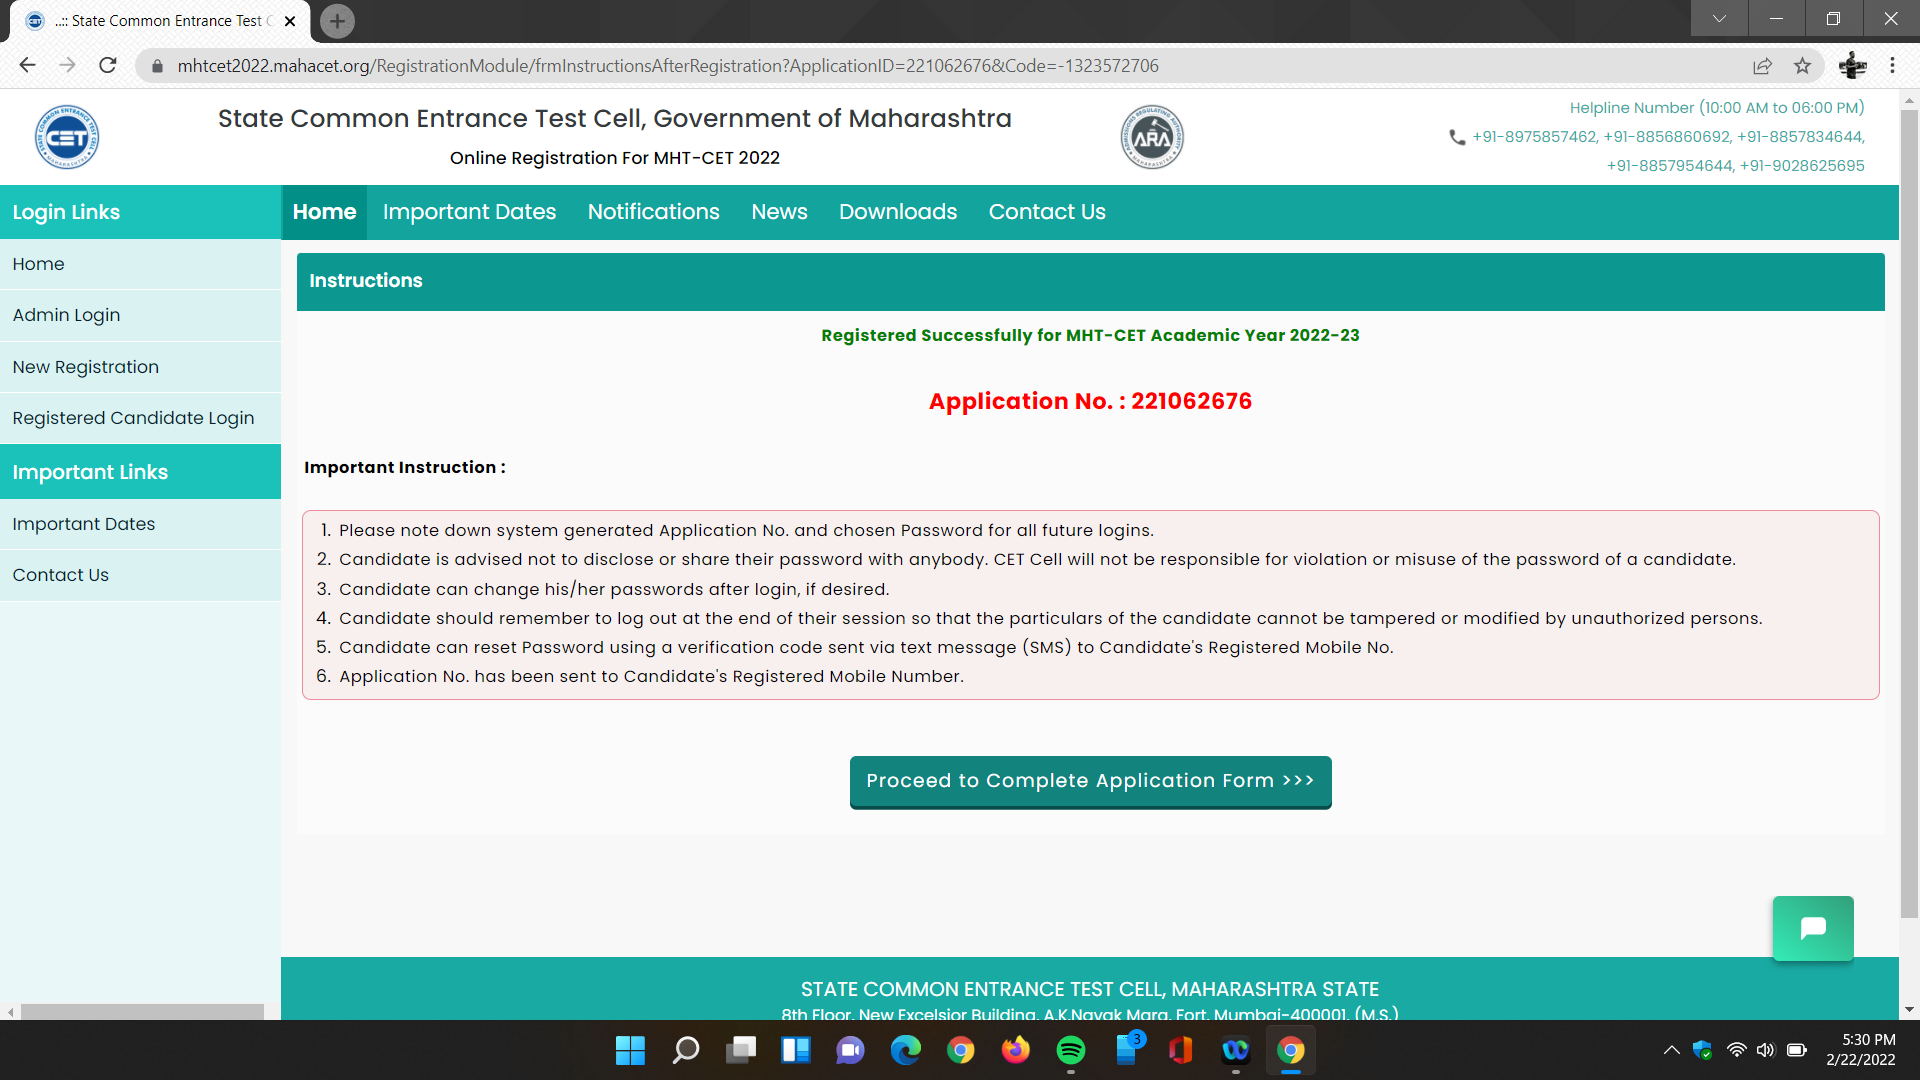 ..:: State Common Entrance Test C
mhtcet2022.mahacet.org/RegistrationModule/frmInstructionsAfterRegistration?ApplicationID=221062676&Code=-1323572706
CET
State Common Entrance Test Cell, Government of Maharashtra
Online Registration For MHT-CET 2022
ARA
Helpline Number (10:00 AM to 06:00 PM)
+91-8975857462, +91-8856860692, +91-8857834644,
+91-8857954644, +91-9028625695
Login Links
Home
Admin Login
New Registration
Registered Candidate Login
Important Links
Important Dates
Contact Us
Home Important Dates Notifications News Downloads Contact Us
Instructions
Registered Successfully for MHT-CET Academic Year 2022-23
Application No. : 221062676
Important Instruction :
1. Please note down system generated Application No. and chosen Password for all future logins.
2. Candidate is advised not to disclose or share their password with anybody. CET Cell will not be responsible for violation or misuse of the password of a candidate.
3. Candidate can change his/her passwords after login, if desired.
4. Candidate should remember to log out at the end of their session so that the particulars of the candidate cannot be tampered or modified by unauthorized persons.
5. Candidate can reset Password using a verification code sent via text message (SMS) to Candidate's Registered Mobile No.
6. Application No. has been sent to Candidate's Registered Mobile Number.
Proceed to Complete Application Form >>>
STATE COMMON ENTRANCE TEST CELL, MAHARASHTRA STATE
8th Floor, New Excelsior Building, A.K.Nayak Marg, Fort, Mumbai-400001. (M.S.)
3
5:30 PM
2/22/2022